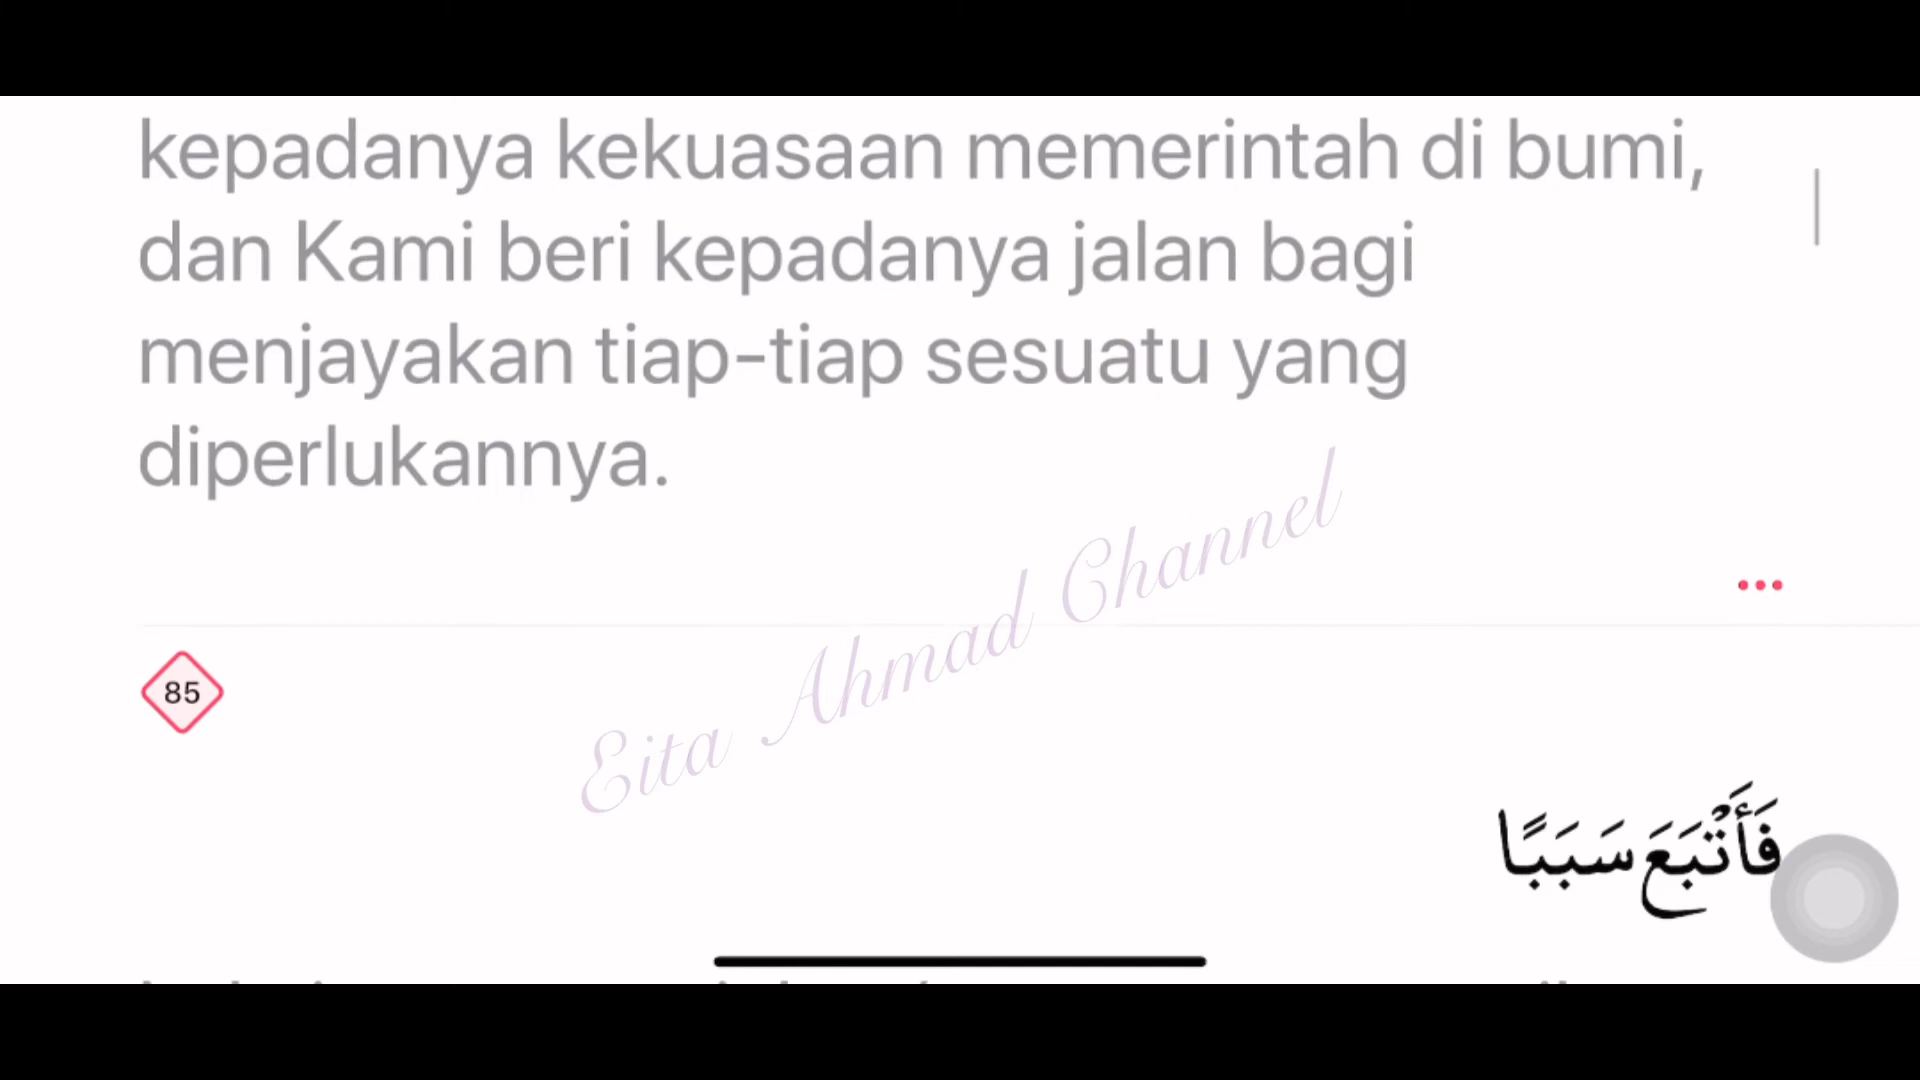 kepadanya kekuasaan memerintah di bumi,
dan Kami beri kepadanya jalan bagi
menjayakan tiap-tiap sesuatu yang
diperlukannya.
Eita Ahmad Channel
85
فَأَتْبَعَ سَبَبًا